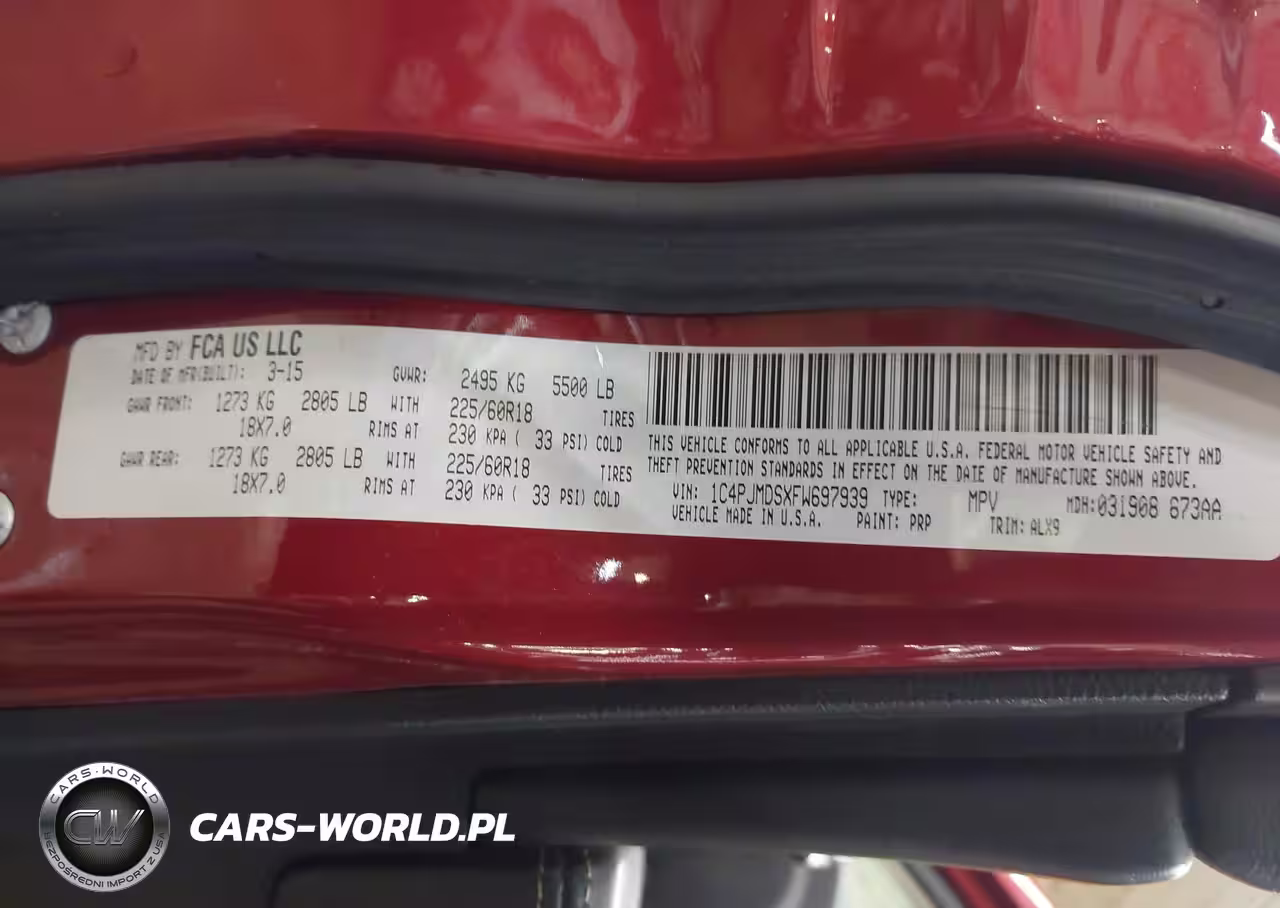 MFD BY FCA US LLC
DATE OF MFR(BUILT): 3-15 GVWR: 2495 KG 5500 LB
GAWR FRONT: 1273 KG 2805 LB WITH 225/60R18 TIRES
18X7.0 RIMS AT 230 KPA ( 33 PSI) COLD
GAWR REAR: 1273 KG 2805 LB WITH 225/60R18 TIRES
18X7.0 RIMS AT 230 KPA ( 33 PSI) COLD
THIS VEHICLE CONFORMS TO ALL APPLICABLE U.S.A. FEDERAL MOTOR VEHICLE SAFETY AND
THEFT PREVENTION STANDARDS IN EFFECT ON THE DATE OF MANUFACTURE SHOWN ABOVE.
VIN: 1C4PJMDSXFW697939 TYPE: MPV MDH:031908 673AA
VEHICLE MADE IN U.S.A. PAINT: PRP TRIM: ALX9
CARS-WORLD
CW
BEZPOŚREDNI IMPORT Z USA
CARS-WORLD.PL